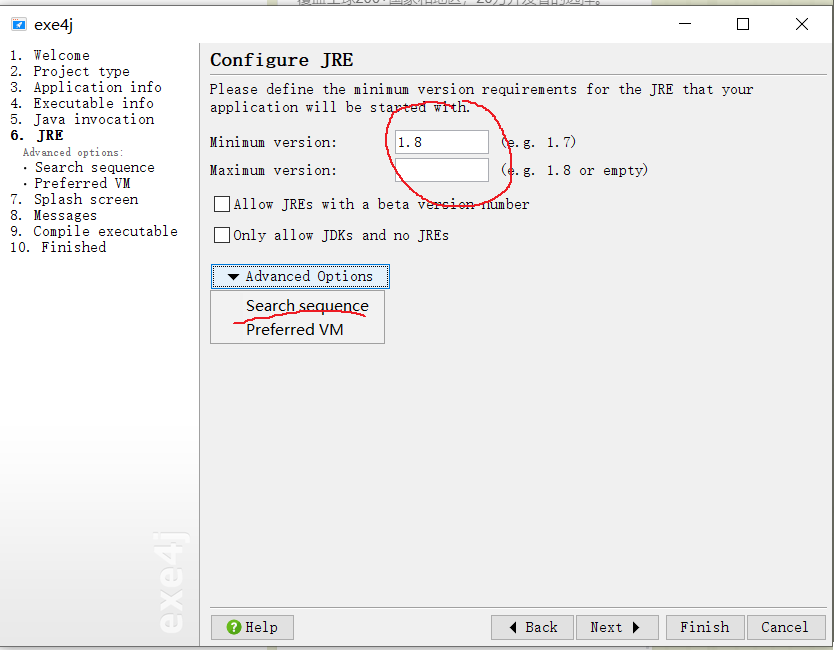 exe4j
1. Welcome
2. Project type
3. Application info
4. Executable info
5. Java invocation
6. JRE
Advanced options:
· Search sequence
· Preferred VM
7. Splash screen
8. Messages
9. Compile executable
10. Finished
exe4j
Configure JRE
Please define the minimum version requirements for the JRE that your
application will be started with.
Minimum version: 1.8 (e.g. 1.7)
Maximum version: (e.g. 1.8 or empty)
Allow JREs with a beta version number
Only allow JDKs and no JREs
Advanced Options
Search sequence
Preferred VM
Help
Back
Next
Finish
Cancel